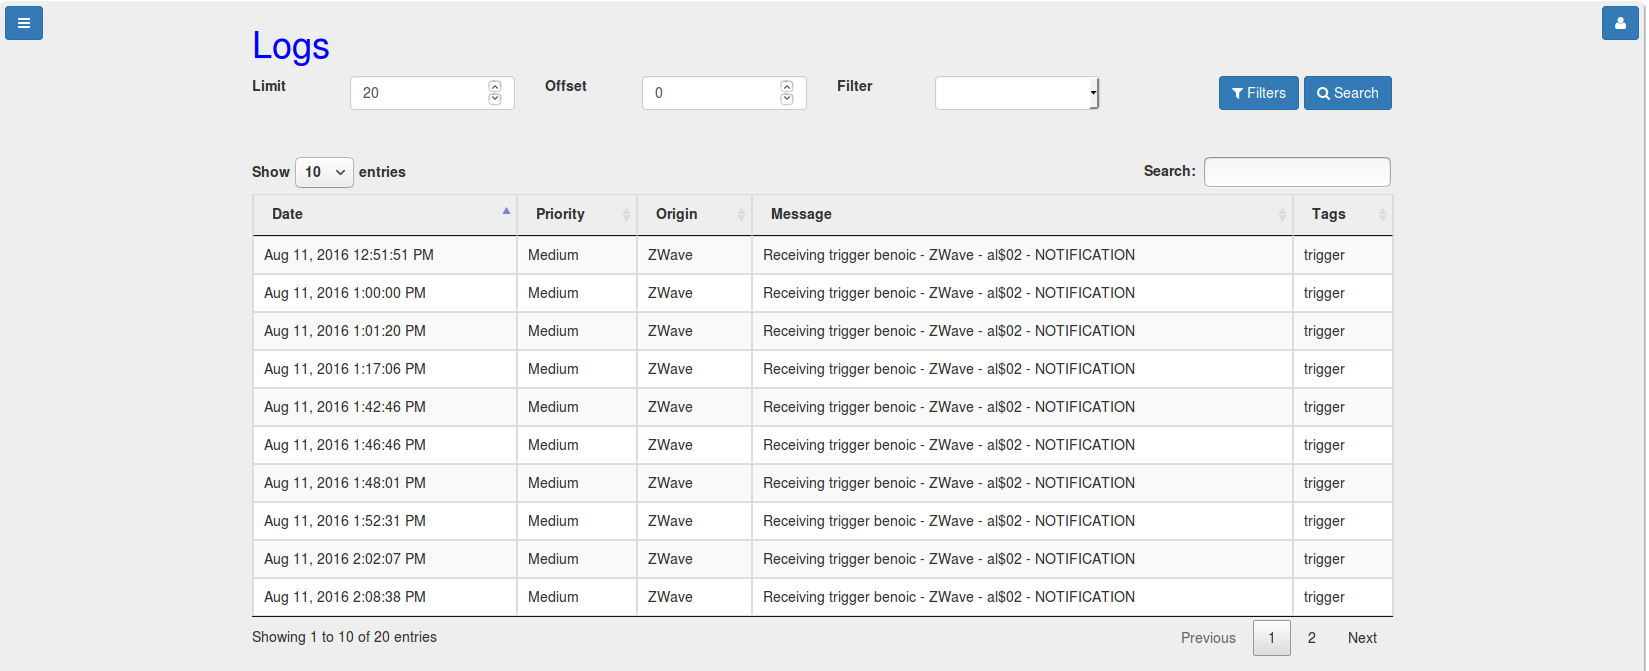 Logs
Limit 20 Offset 0 Filter Filters Search
Show 10 entries Search:
Date Priority Origin Message Tags
Aug 11, 2016 12:51:51 PM Medium ZWave Receiving trigger benoic - ZWave - al$02 - NOTIFICATION trigger
Aug 11, 2016 1:00:00 PM Medium ZWave Receiving trigger benoic - ZWave - al$02 - NOTIFICATION trigger
Aug 11, 2016 1:01:20 PM Medium ZWave Receiving trigger benoic - ZWave - al$02 - NOTIFICATION trigger
Aug 11, 2016 1:17:06 PM Medium ZWave Receiving trigger benoic - ZWave - al$02 - NOTIFICATION trigger
Aug 11, 2016 1:42:46 PM Medium ZWave Receiving trigger benoic - ZWave - al$02 - NOTIFICATION trigger
Aug 11, 2016 1:46:46 PM Medium ZWave Receiving trigger benoic - ZWave - al$02 - NOTIFICATION trigger
Aug 11, 2016 1:48:01 PM Medium ZWave Receiving trigger benoic - ZWave - al$02 - NOTIFICATION trigger
Aug 11, 2016 1:52:31 PM Medium ZWave Receiving trigger benoic - ZWave - al$02 - NOTIFICATION trigger
Aug 11, 2016 2:02:07 PM Medium ZWave Receiving trigger benoic - ZWave - al$02 - NOTIFICATION trigger
Aug 11, 2016 2:08:38 PM Medium ZWave Receiving trigger benoic - ZWave - al$02 - NOTIFICATION trigger
Showing 1 to 10 of 20 entries Previous 1 2 Next